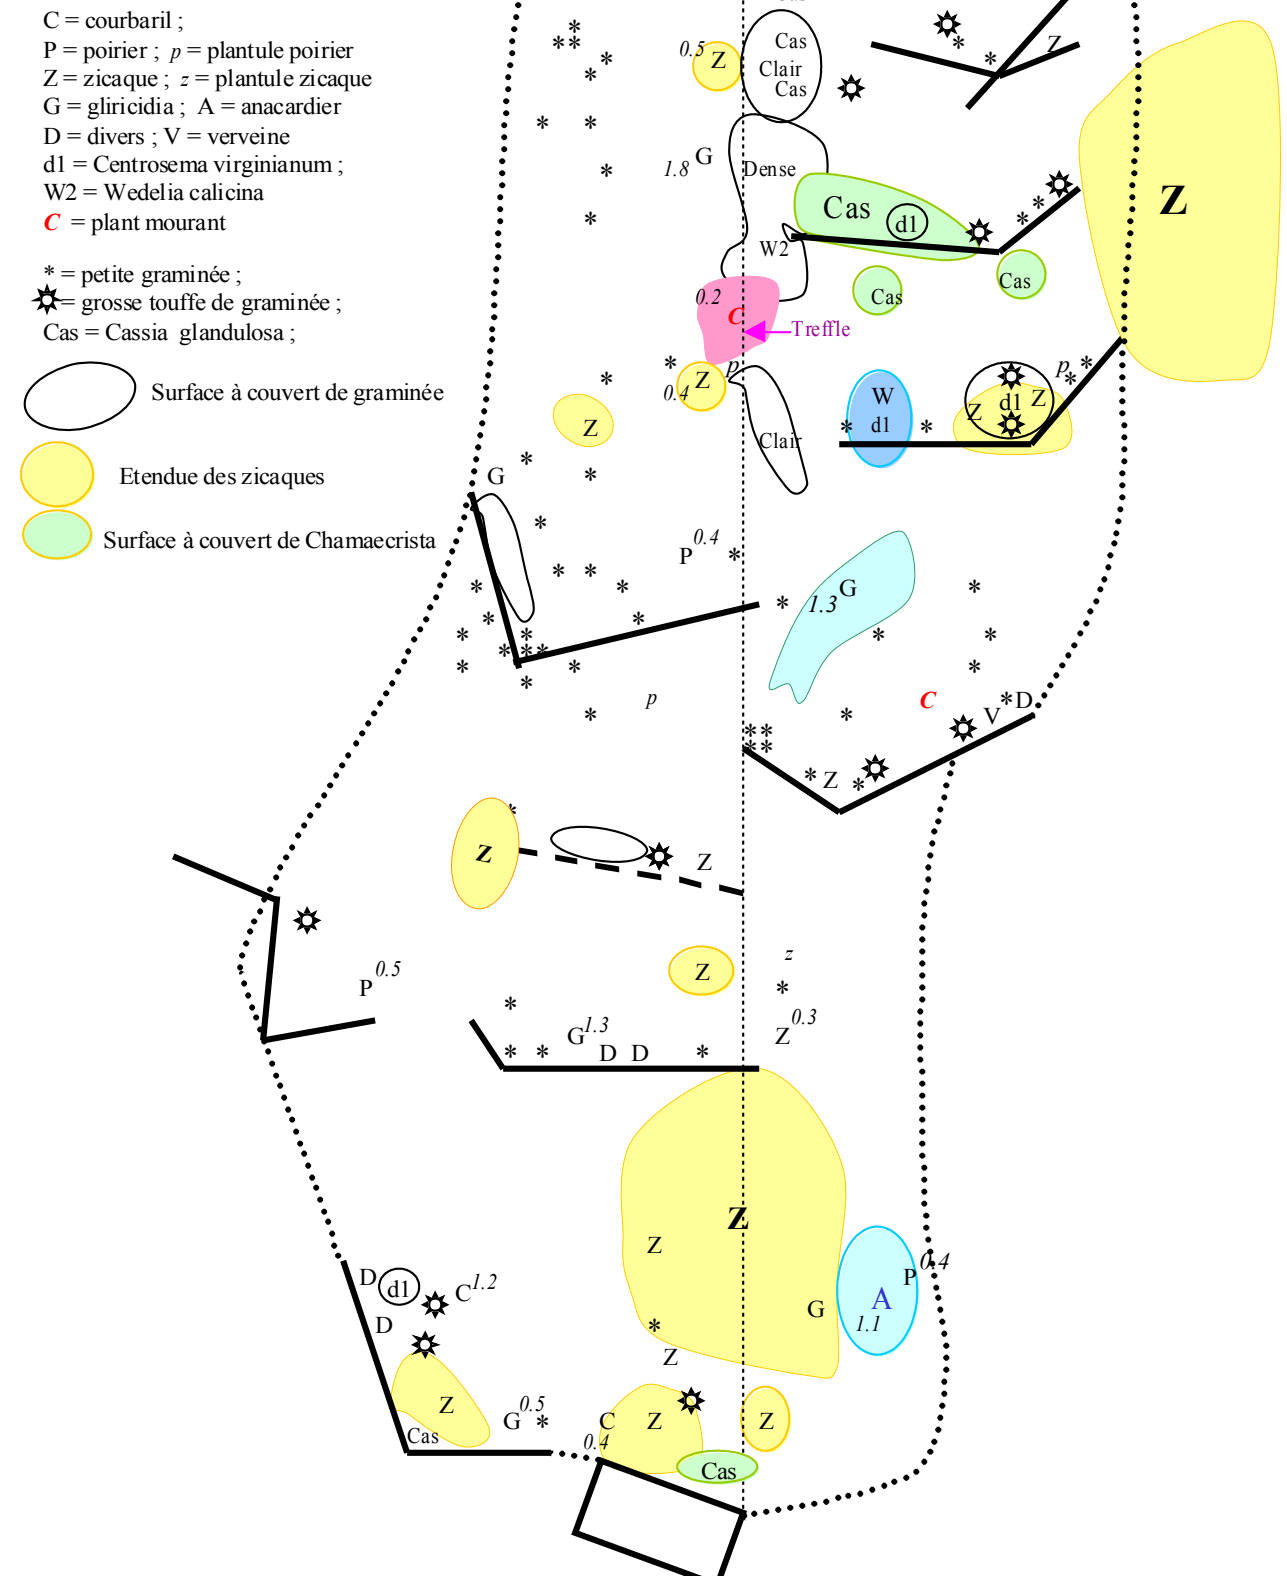 C = courbaril ;
P = poirier ; p = plantule poirier
Z = zicaque ; z = plantule zicaque
G = gliricidia ; A = anacardier
D = divers ; V = verveine
d1 = Centrosema virginianum ;
W2 = Wedelia calicina
C = plant mourant
* = petite graminée ;
= grosse touffe de graminée ;
Cas = Cassia glandulosa ;
Surface à couvert de graminée
Etendue des zicaques
Surface à couvert de Chamaecrista
* Z
* *
* Cas
0.5 Z Clair
* Cas
* *
1.8 G Dense
* Z
Cas d1 * *
*
W2
Cas Cas
0.2 C
Treffle
* p p *
* 0.4 Z W d1 Z *
Z Clair * d1 * Z
* G *
*
P 0.4 *
* * * * *
1.3 G *
* * *
* * * *
* * * * * *
* p C * D
* * V
* *
* * * Z *
*
Z Z
Z z
P 0.5 *
* G 1.3 Z 0.3
* * D D *
Z
Z
D d1 C 1.2 P 0.4
D G A
* 1.1
Z
Z G 0.5 * C Z Z
Cas 0.4
Cas